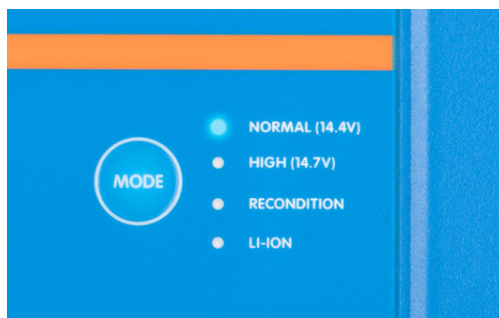 NORMAL (14.4V)
HIGH (14.7V)
MODE
RECONDITION
LI-ION